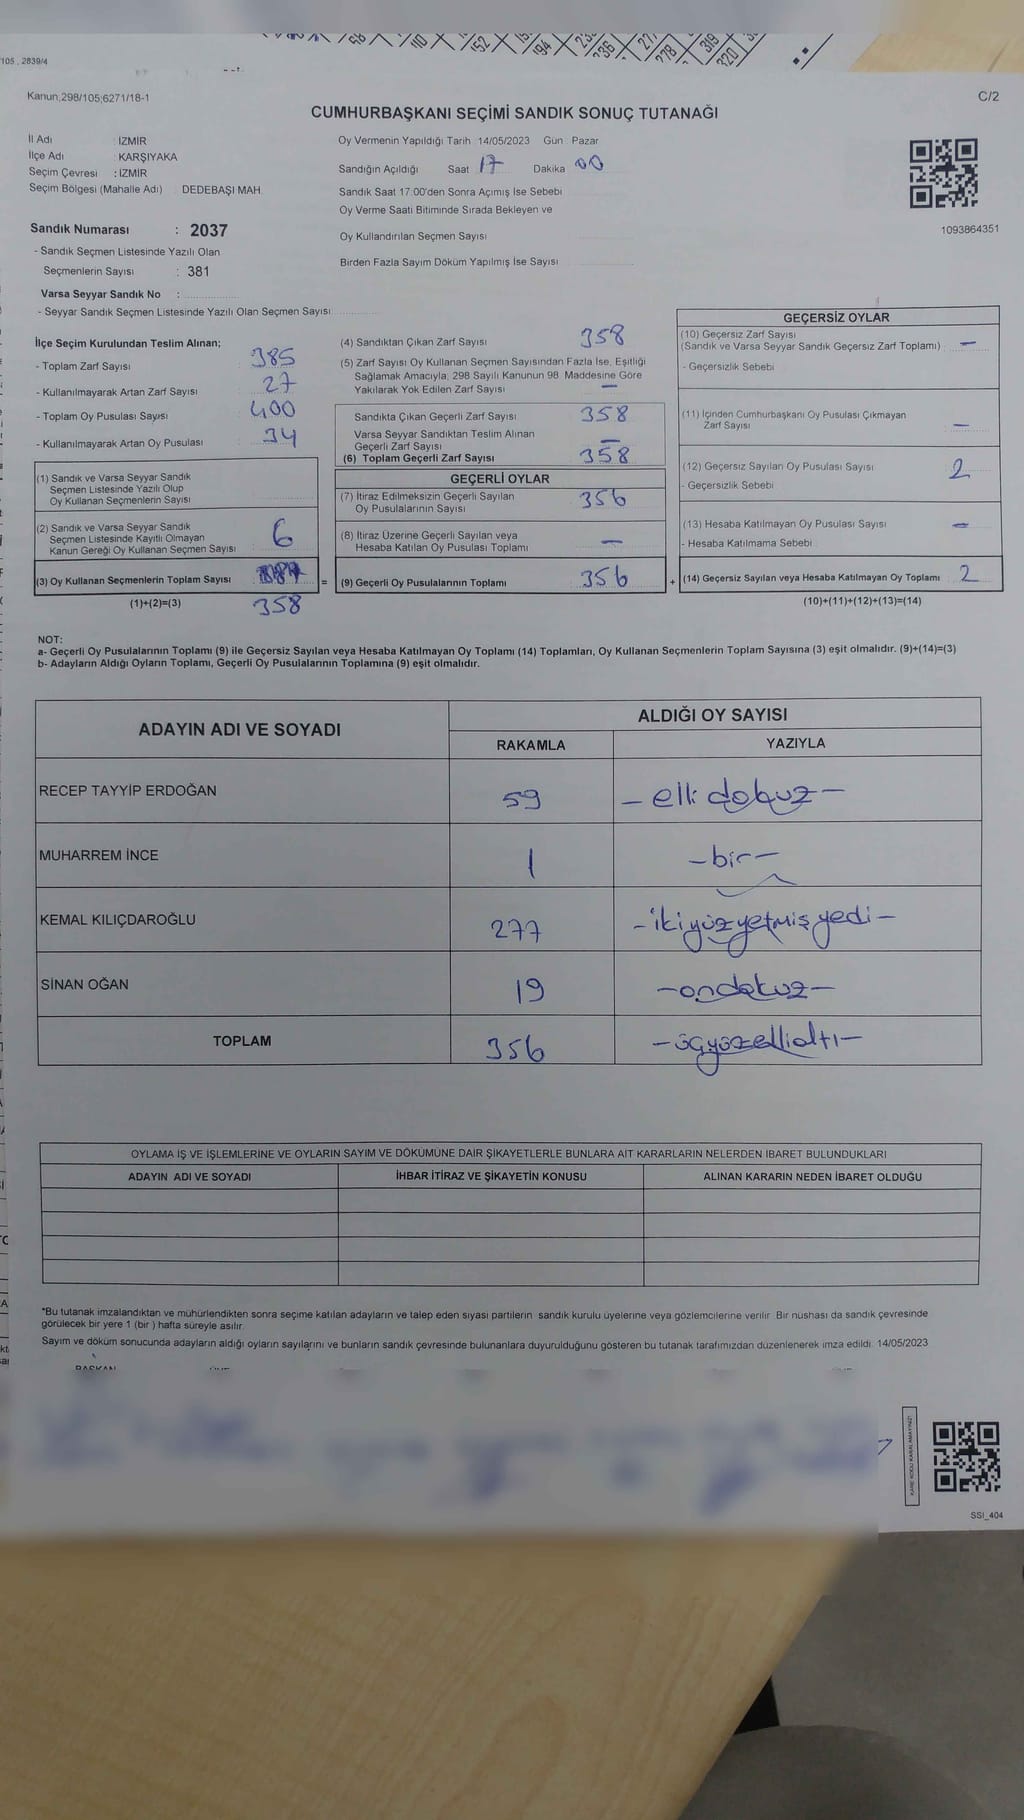 105, 2839/4
Kanun;298/105;6271/18-1
C/2
CUMHURBAŞKANI SEÇİMİ SANDIK SONUÇ TUTANAĞI
İl Adı : İZMİR
İlçe Adı : KARŞIYAKA
Seçim Çevresi : İZMİR
Seçim Bölgesi (Mahalle Adı) : DEDEBAŞI MAH.
Oy Vermenin Yapıldığı Tarih : 14/05/2023 Gün : Pazar
Sandığın Açıldığı Saat 17 Dakika 00
Sandık Saat 17:00'den Sonra Açımış İse Sebebi
Oy Verme Saati Bitiminde Sırada Bekleyen ve
Oy Kullandırılan Seçmen Sayısı
Birden Fazla Sayım Döküm Yapılmış İse Sayısı
1093864351
Sandık Numarası : 2037
- Sandık Seçmen Listesinde Yazılı Olan
Seçmenlerin Sayısı : 381
Varsa Seyyar Sandık No :
- Seyyar Sandık Seçmen Listesinde Yazılı Olan Seçmen Sayısı
İlçe Seçim Kurulundan Teslim Alınan;
- Toplam Zarf Sayısı 385
- Kullanılmayarak Artan Zarf Sayısı 27
- Toplam Oy Pusulası Sayısı 400
- Kullanılmayarak Artan Oy Pusulası 34
(1) Sandık ve Varsa Seyyar Sandık
Seçmen Listesinde Yazılı Olup
Oy Kullanan Seçmenlerin Sayısı
(2) Sandık ve Varsa Seyyar Sandık
Seçmen Listesinde Kayıtlı Olmayan
Kanun Gereği Oy Kullanan Seçmen Sayısı 6
(3) Oy Kullanan Seçmenlerin Toplam Sayısı =
(1)+(2)=(3) 358
(4) Sandıktan Çıkan Zarf Sayısı 358
(5) Zarf Sayısı Oy Kullanan Seçmen Sayısından Fazla İse, Eşitliği
Sağlamak Amacıyla; 298 Sayılı Kanunun 98. Maddesine Göre
Yakılarak Yok Edilen Zarf Sayısı —
Sandıkta Çıkan Geçerli Zarf Sayısı 358
Varsa Seyyar Sandıktan Teslim Alınan
Geçerli Zarf Sayısı —
(6) Toplam Geçerli Zarf Sayısı 358
GEÇERLİ OYLAR
(7) İtiraz Edilmeksizin Geçerli Sayılan
Oy Pusulalarının Sayısı 356
(8) İtiraz Üzerine Geçerli Sayılan veya
Hesaba Katılan Oy Pusulası Toplamı —
(9) Geçerli Oy Pusulalarının Toplamı 356 +
GEÇERSİZ OYLAR
(10) Geçersiz Zarf Sayısı
(Sandık ve Varsa Seyyar Sandık Geçersiz Zarf Toplamı) —
- Geçersizlik Sebebi
(11) İçinden Cumhurbaşkanı Oy Pusulası Çıkmayan
Zarf Sayısı —
(12) Geçersiz Sayılan Oy Pusulası Sayısı 2
- Geçersizlik Sebebi
(13) Hesaba Katılmayan Oy Pusulası Sayısı —
- Hesaba Katılmama Sebebi
(14) Geçersiz Sayılan veya Hesaba Katılmayan Oy Toplamı 2
(10)+(11)+(12)+(13)=(14)
NOT:
a- Geçerli Oy Pusulalarının Toplamı (9) ile Geçersiz Sayılan veya Hesaba Katılmayan Oy Toplamı (14) Toplamları, Oy Kullanan Seçmenlerin Toplam Sayısına (3) eşit olmalıdır. (9)+(14)=(3)
b- Adayların Aldığı Oyların Toplamı, Geçerli Oy Pusulalarının Toplamına (9) eşit olmalıdır.
ADAYIN ADI VE SOYADI ALDIĞI OY SAYISI
RAKAMLA YAZIYLA
RECEP TAYYİP ERDOĞAN 59 — elli dokuz —
MUHARREM İNCE 1 — bir —
KEMAL KILIÇDAROĞLU 277 — ikiyüzyetmişyedi —
SİNAN OĞAN 19 — ondokuz —
TOPLAM 356 — üçyüzellialtı —
OYLAMA İŞ VE İŞLEMLERİNE VE OYLARIN SAYIM VE DÖKÜMÜNE DAİR ŞİKAYETLERLE BUNLARA AİT KARARLARIN NELERDEN İBARET BULUNDUKLARI
ADAYIN ADI VE SOYADI İHBAR İTİRAZ VE ŞİKAYETİN KONUSU ALINAN KARARIN NEDEN İBARET OLDUĞU
*Bu tutanak imzalandıktan ve mühürlendikten sonra seçime katılan adayların ve talep eden siyasi partilerin sandık kurulu üyelerine veya gözlemcilerine verilir. Bir nüshası da sandık çevresinde
görülecek bir yere 1 (bir ) hafta süreyle asılır.
Sayım ve döküm sonucunda adayların aldığı oyların sayılarını ve bunların sandık çevresinde bulunanlara duyurulduğunu gösteren bu tutanak tarafımızdan düzenlenerek imza edildi. 14/05/2023
BAŞKAN
KARE KODU KARALAMAYINIZ!
SSI_404